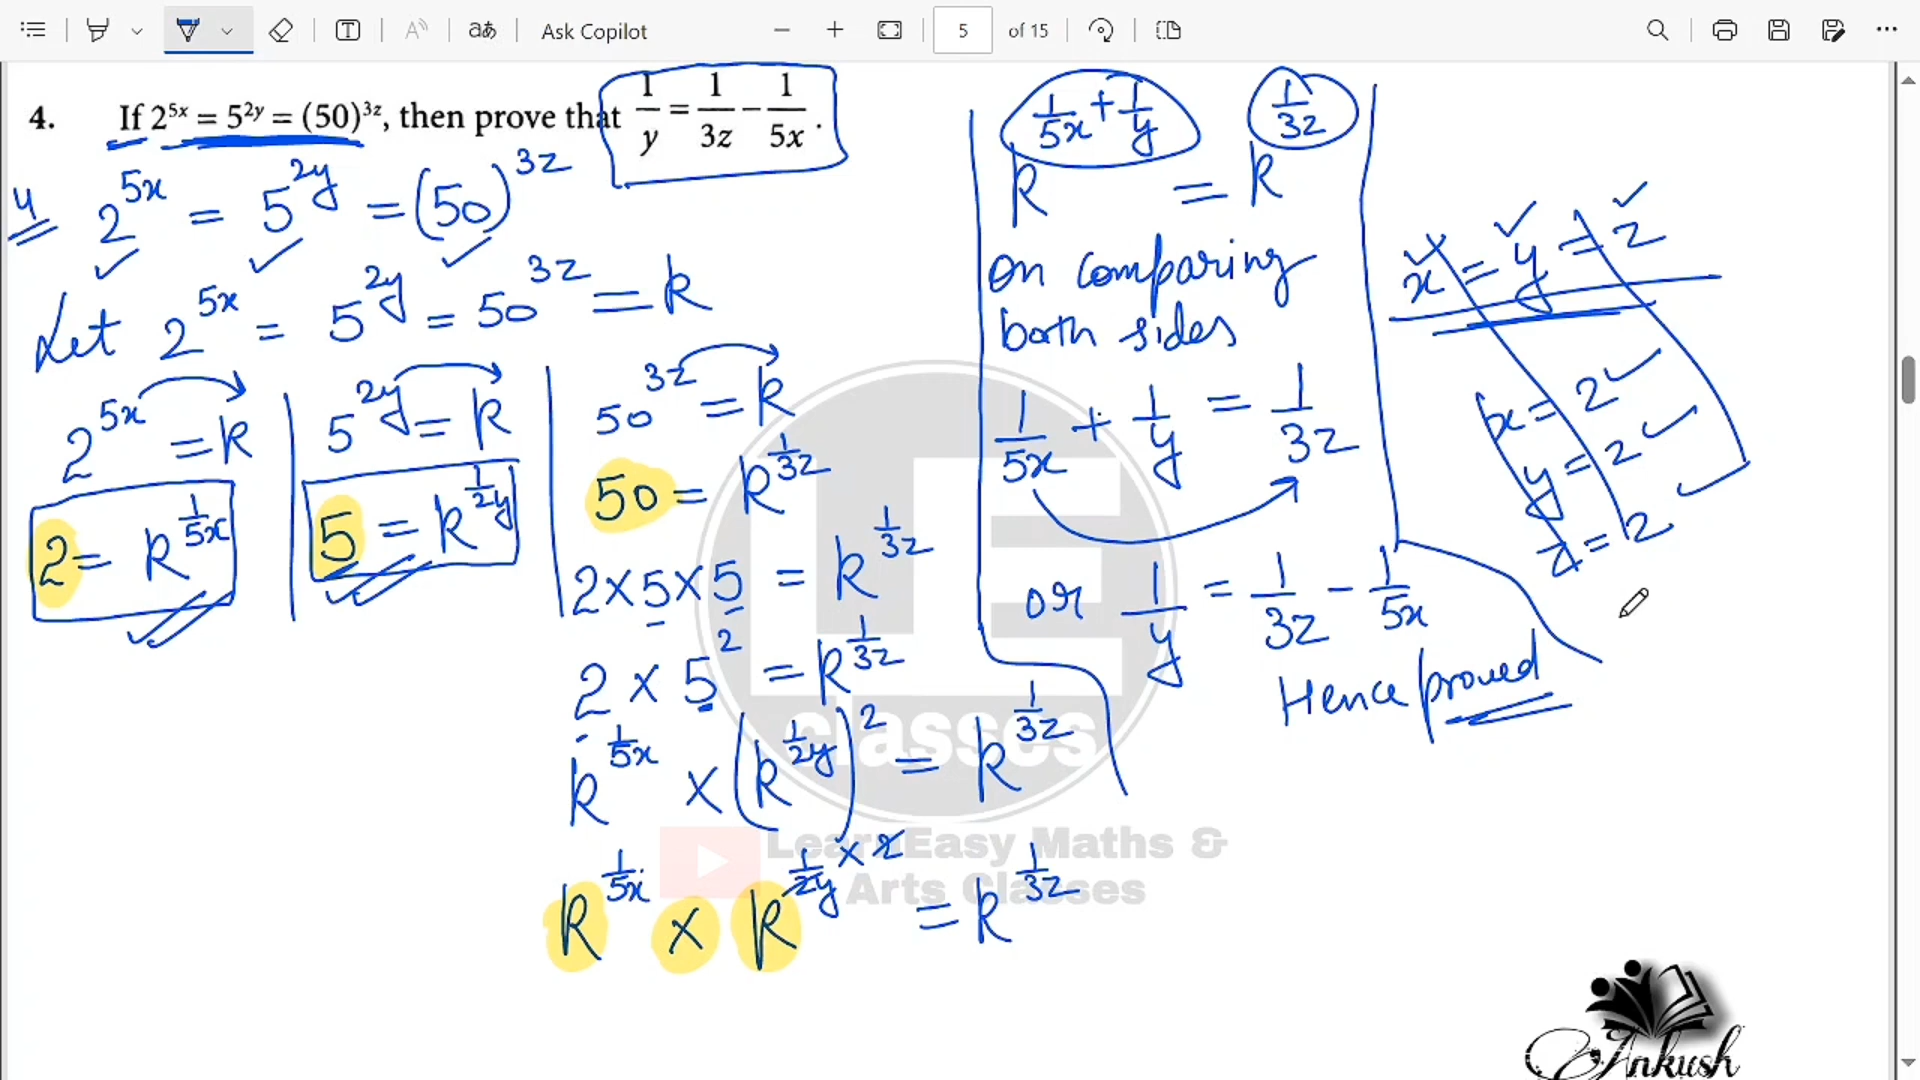 Ask Copilot
5 of 15
4. If 2^{5x} = 5^{2y} = (50)^{3z}, then prove that 1/y = 1/3z − 1/5x.
4 2^{5x} = 5^{2y} = (50)^{3z}
Let 2^{5x} = 5^{2y} = 50^{3z} = k
2^{5x} = k
2 = k^{1/5x}
5^{2y} = k
5 = k^{1/2y}
50^{3z} = k
50 = k^{1/3z}
2 × 5 × 5 = k^{1/3z}
2 × 5^2 = k^{1/3z}
k^{1/5x} × (k^{1/2y})^2 = k^{1/3z}
k^{1/5x} × k^{1/2y × 2} = k^{1/3z}
k^{1/5x + 1/y} = k^{1/3z}
on comparing
both sides
1/5x + 1/y = 1/3z
or 1/y = 1/3z − 1/5x
Hence proved
x = y = z
x = 2
y = 2
z = 2
LE
classes
LearnEasy Maths &
Arts Classes
Ankush